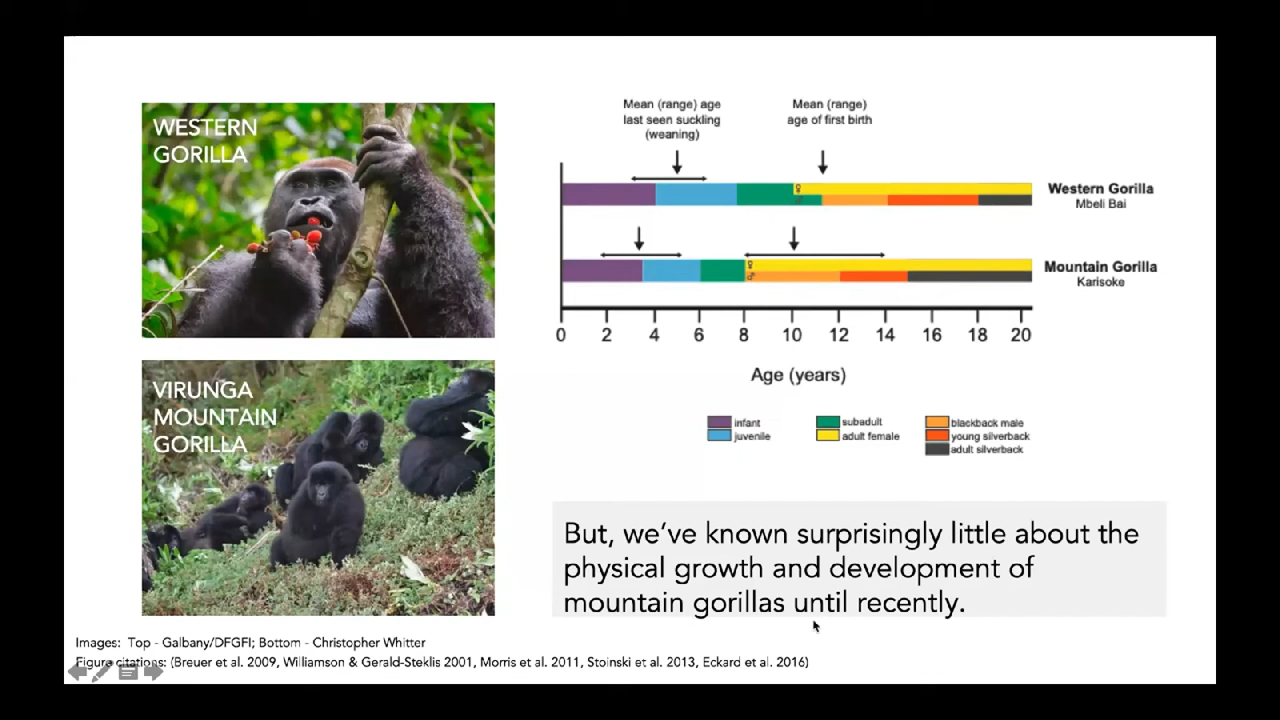 WESTERN
GORILLA
VIRUNGA
MOUNTAIN
GORILLA
Mean (range) age
last seen suckling
(weaning)
Mean (range)
age of first birth
♀
♂
Western Gorilla
Mbeli Bai
♀
♂
Mountain Gorilla
Karisoke
0 2 4 6 8 10 12 14 16 18 20
Age (years)
infant
juvenile
subadult
adult female
blackback male
young silverback
adult silverback
But, we've known surprisingly little about the
physical growth and development of
mountain gorillas until recently.
Images: Top - Galbany/DFGFI; Bottom - Christopher Whitter
Figure citations: (Breuer et al. 2009, Williamson & Gerald-Steklis 2001, Morris et al. 2011, Stoinski et al. 2013, Eckard et al. 2016)